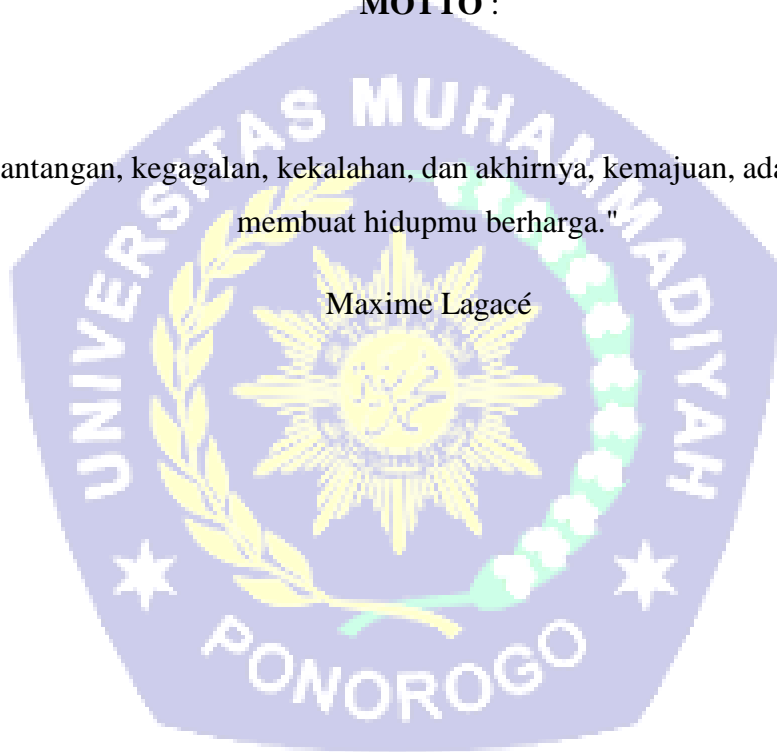 MOTTO :
antangan, kegagalan, kekalahan, dan akhirnya, kemajuan, ada
membuat hidupmu berharga."
Maxime Lagacé
UNIVERSITAS MUHAMMADIYAH
PONOROGO